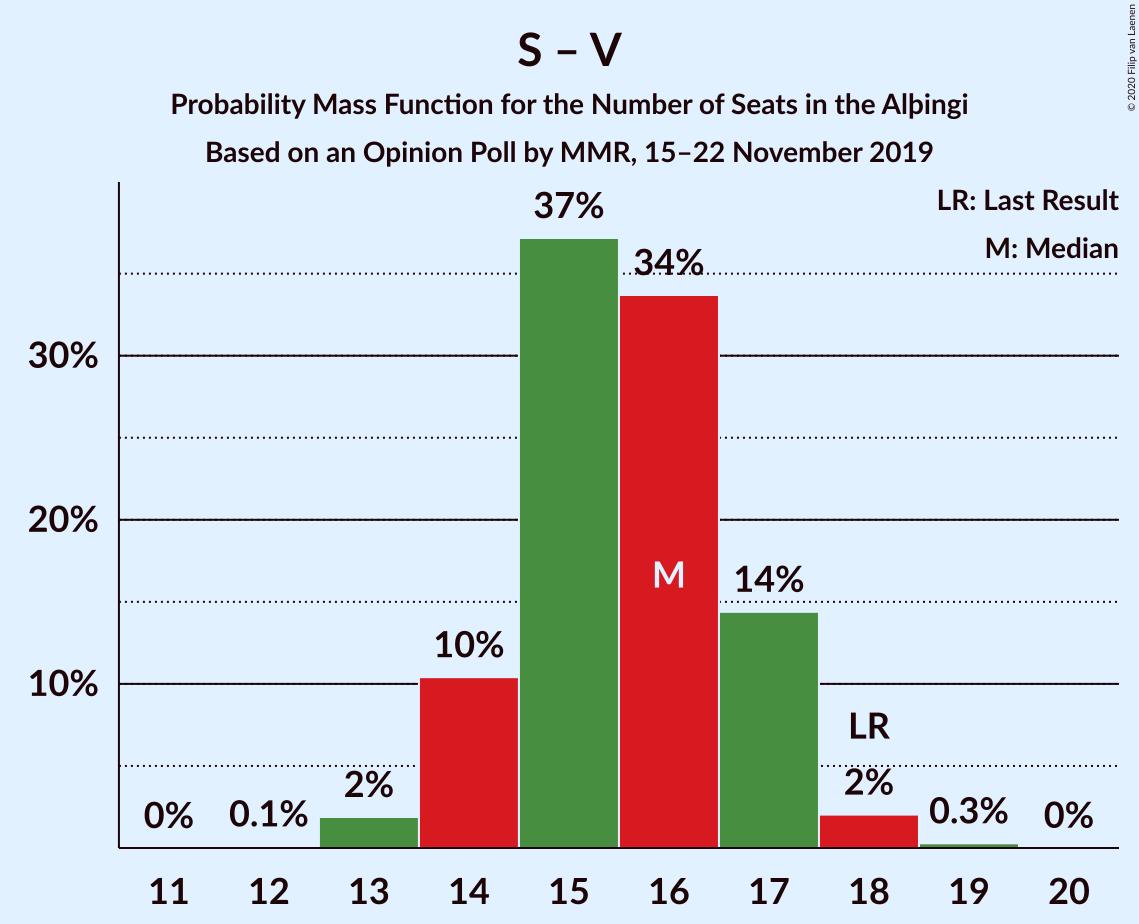 S – V
Probability Mass Function for the Number of Seats in the Alþingi
Based on an Opinion Poll by MMR, 15–22 November 2019
© 2020 Filip van Laenen
LR: Last Result
M: Median
37%
34%
30%
20%
M
14%
10%
10%
LR
2%
2%
0%
0.1%
0.3%
0%
11 12 13 14 15 16 17 18 19 20